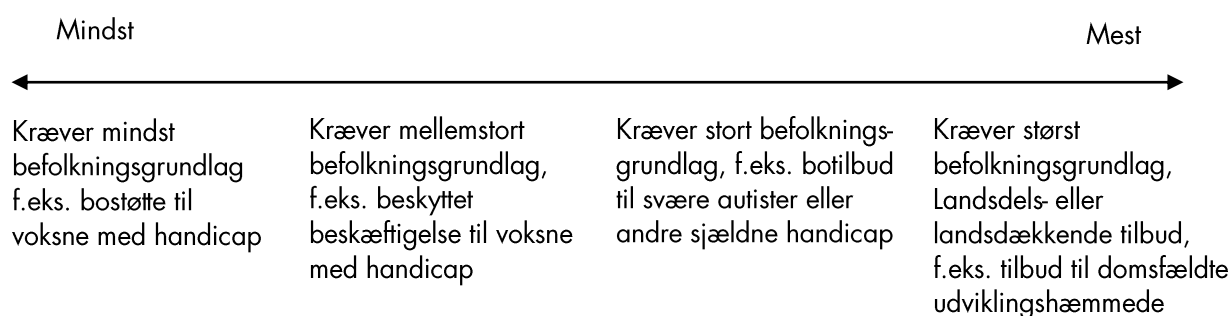 Mindst
Mest
Kræver mindst
befolkningsgrundlag
f.eks. bostøtte til
voksne med handicap
Kræver mellemstort
befolkningsgrundlag,
f.eks. beskyttet
beskæftigelse til voksne
med handicap
Kræver stort befolknings-
grundlag, f.eks. botilbud
til svære autister eller
andre sjældne handicap
Kræver størst
befolkningsgrundlag,
Landsdels- eller
landsdækkende tilbud,
f.eks. tilbud til domsfældte
udviklingshæmmede